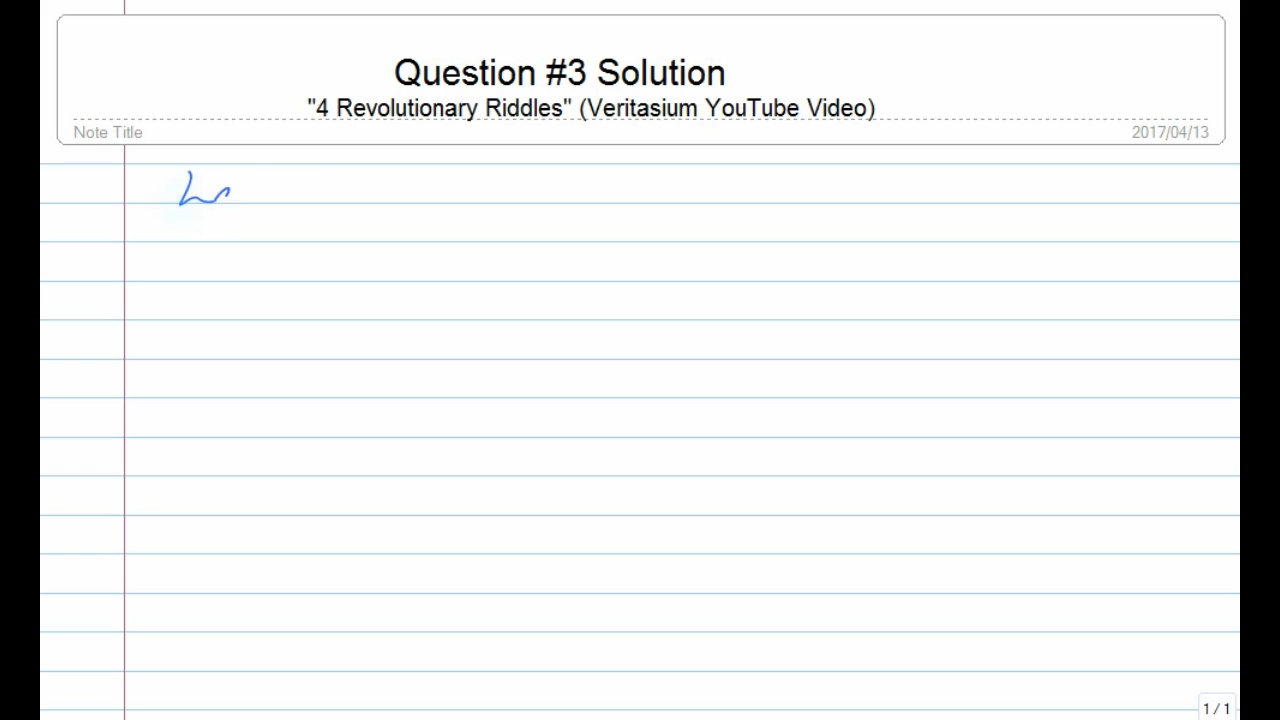 Question #3 Solution
"4 Revolutionary Riddles" (Veritasium YouTube Video)
Note Title
2017/04/13
1 / 1